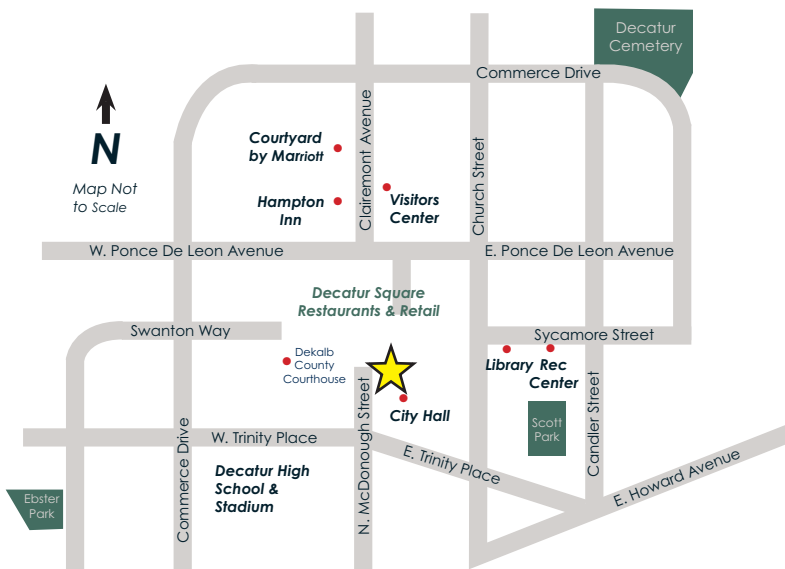 Decatur
Cemetery
Commerce Drive
N
Map Not
to Scale
Courtyard
by Marriott
Clairemont Avenue
Church Street
Hampton
Inn
Visitors
Center
W. Ponce De Leon Avenue
E. Ponce De Leon Avenue
Decatur Square
Restaurants & Retail
Swanton Way
Sycamore Street
Dekalb
County
Courthouse
Library
Rec
Center
City Hall
Scott
Park
Candler Street
N. McDonough Street
Commerce Drive
W. Trinity Place
E. Trinity Place
E. Howard Avenue
Decatur High
School &
Stadium
Ebster
Park